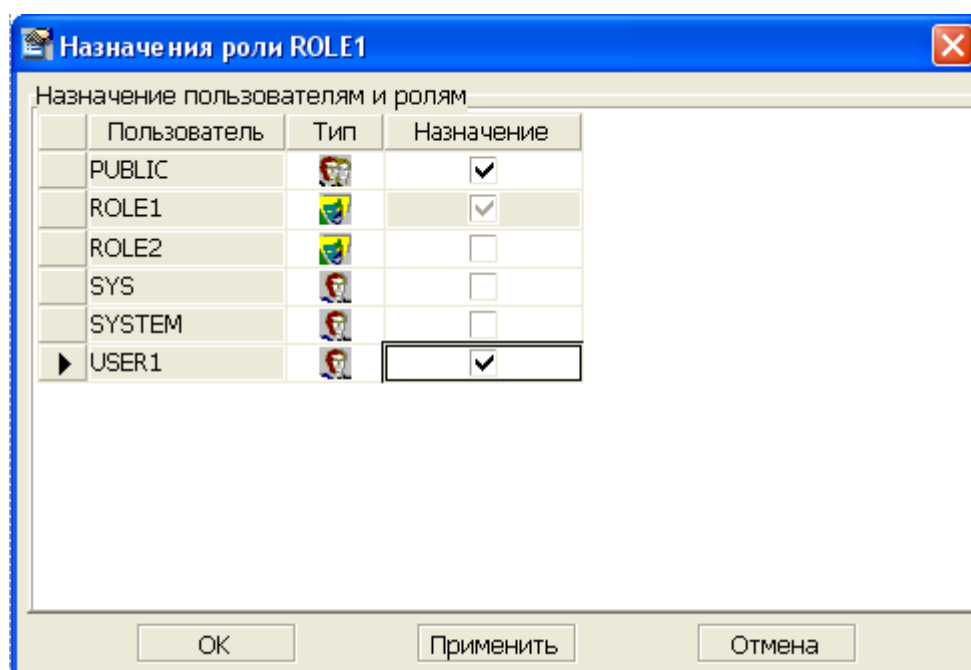 Назначения роли ROLE1
Назначение пользователям и ролям
Пользователь Тип Назначение
PUBLIC
ROLE1
ROLE2
SYS
SYSTEM
USER1
OK Применить Отмена